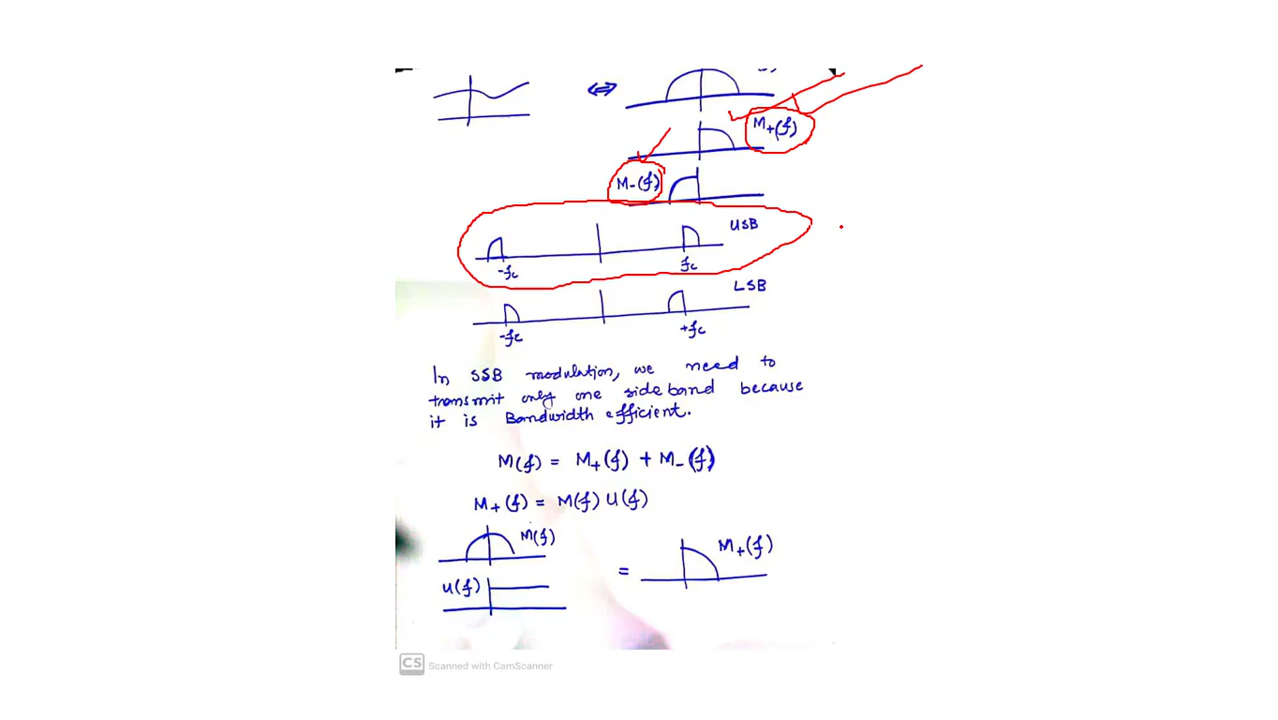 M+(f)
M-(f)
USB
-fc
fc
LSB
-fc
+fc
In SSB modulation, we need to
transmit only one sideband because
it is Bandwidth efficient.
M(f) = M+(f) + M-(f)
M+(f) = M(f) U(f)
M(f)
U(f)
= M+(f)
CS Scanned with CamScanner